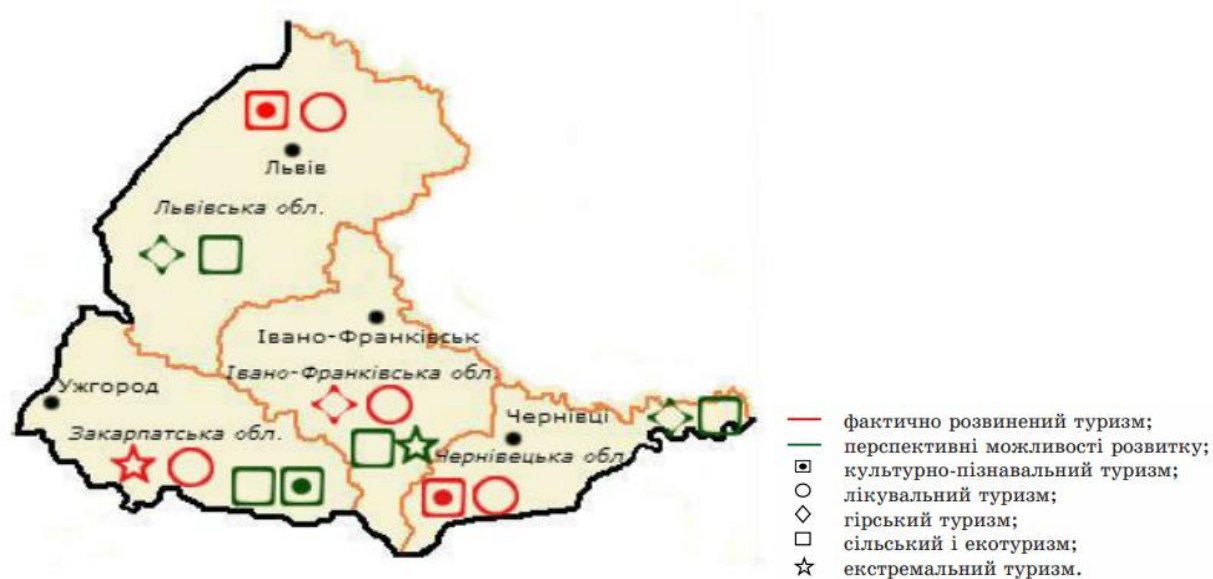 Львів
Львівська обл.
Івано-Франківськ
Івано-Франківська обл.
Ужгород
Закарпатська обл.
Чернівці
Чернівецька обл.
фактично розвинений туризм;
перспективні можливості розвитку;
культурно-пізнавальний туризм;
лікувальний туризм;
гірський туризм;
сільський і екотуризм;
екстремальний туризм.